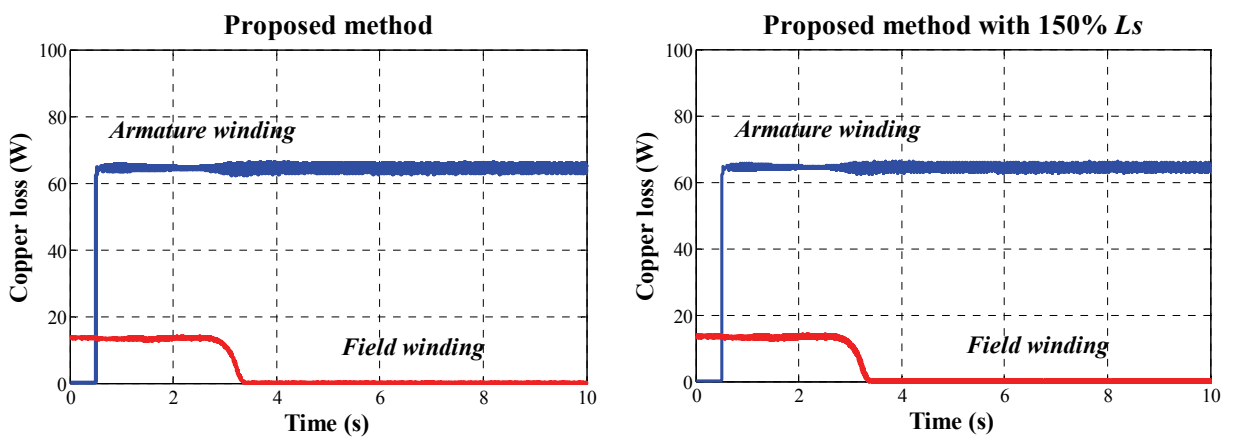 Proposed method
100
80
60
40
20
0
Copper loss (W)
Armature winding
Field winding
0 2 4 6 8 10
Time (s)
Proposed method with 150% Ls
100
80
60
40
20
0
Copper loss (W)
Armature winding
Field winding
0 2 4 6 8 10
Time (s)